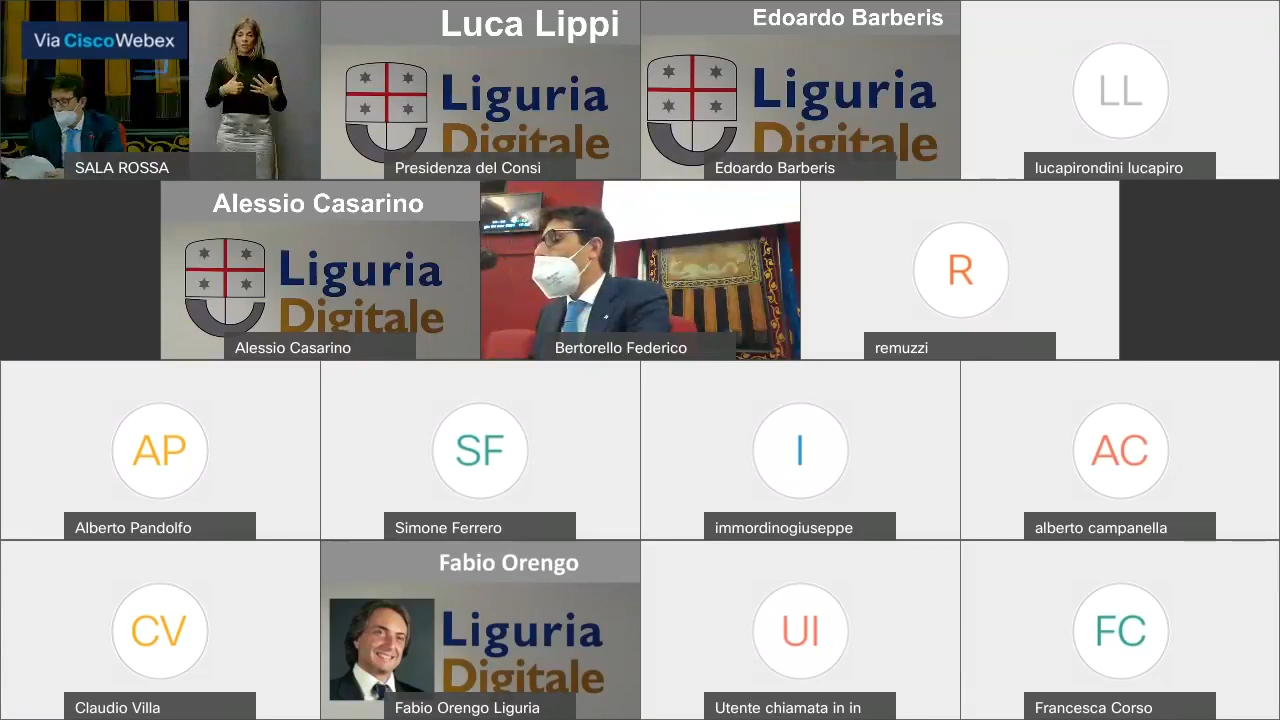 Via Cisco Webex
SALA ROSSA
Luca Lippi
Liguria
Digitale
Presidenza del Consi
Edoardo Barberis
Liguria
Digitale
Edoardo Barberis
LL
lucapirondini lucapiro
Alessio Casarino
Liguria
Digitale
Alessio Casarino
Bertorello Federico
R
remuzzi
AP
Alberto Pandolfo
SF
Simone Ferrero
I
immordinogiuseppe
AC
alberto campanella
CV
Claudio Villa
Fabio Orengo
Liguria
Digitale
Fabio Orengo Liguria
UI
Utente chiamata in in
FC
Francesca Corso